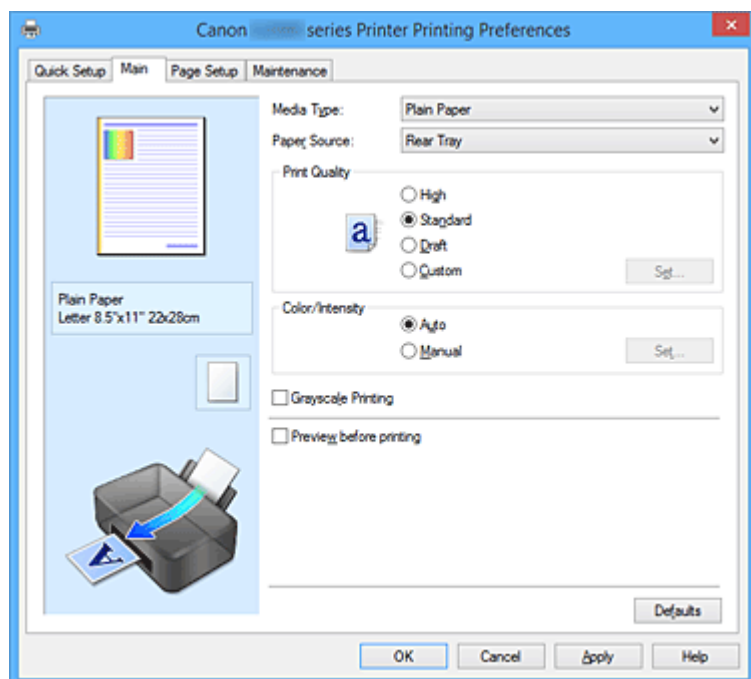 Canon series Printer Printing Preferences
Quick Setup Main Page Setup Maintenance
Media Type: Plain Paper
Paper Source: Rear Tray
Print Quality
High
a Standard
Draft
Custom Set...
Plain Paper
Letter 8.5"x11" 22x28cm
Color/Intensity
Auto
Manual Set...
Grayscale Printing
Preview before printing
A
Defaults
OK Cancel Apply Help